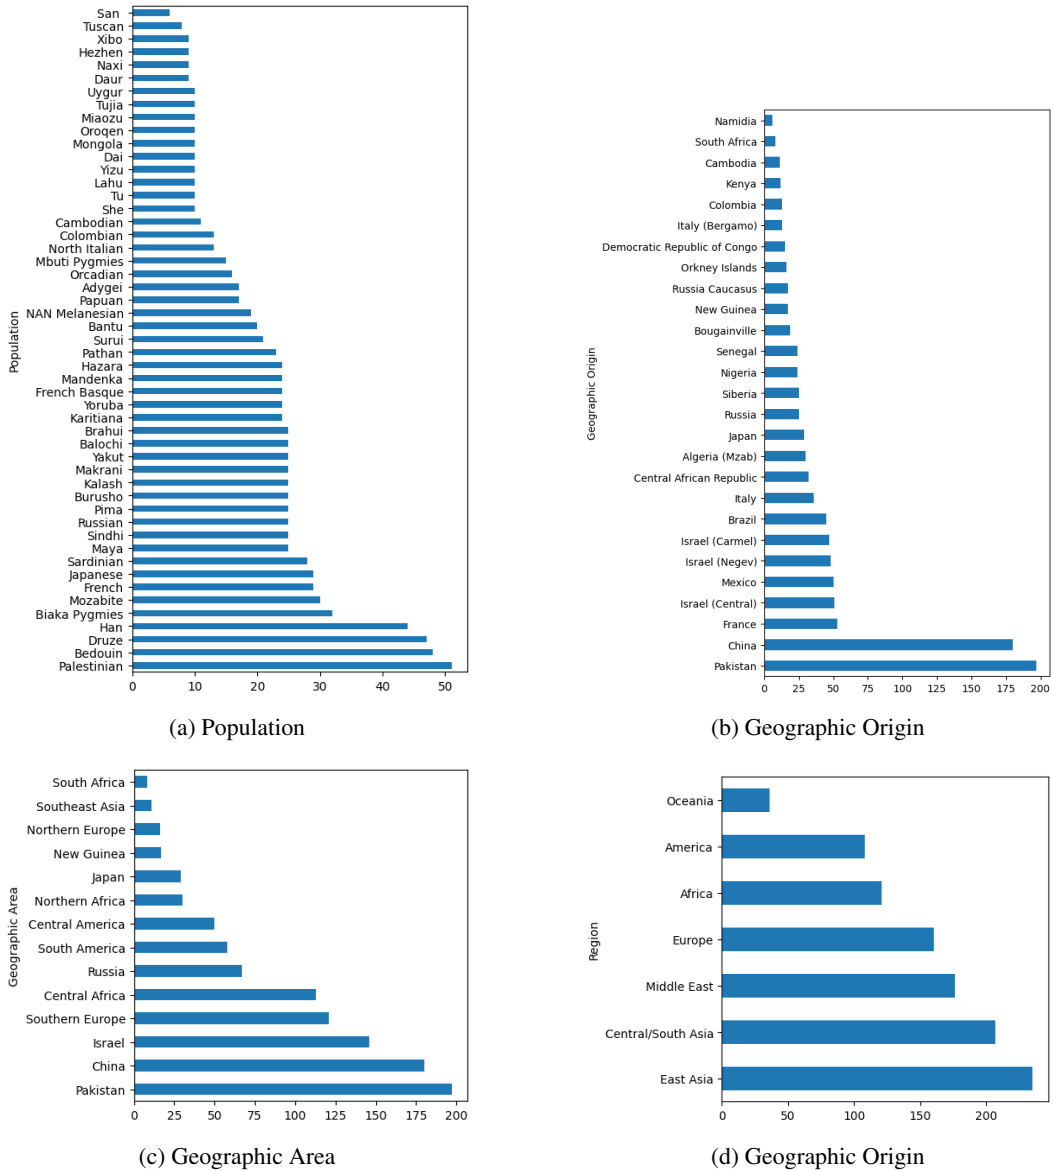 San
Tuscan
Xibo
Hezhen
Naxi
Daur
Uygur
Tujia
Miaozu
Oroqen
Mongola
Dai
Yizu
Lahu
Tu
She
Cambodian
Colombian
North Italian
Mbuti Pygmies
Orcadian
Adygei
Papuan
NAN Melanesian
Bantu
Surui
Pathan
Hazara
Mandenka
French Basque
Yoruba
Karitiana
Brahui
Balochi
Yakut
Makrani
Kalash
Burusho
Pima
Russian
Sindhi
Maya
Sardinian
Japanese
French
Mozabite
Biaka Pygmies
Han
Druze
Bedouin
Palestinian
Population
0 10 20 30 40 50
(a) Population
Namidia
South Africa
Cambodia
Kenya
Colombia
Italy (Bergamo)
Democratic Republic of Congo
Orkney Islands
Russia Caucasus
New Guinea
Bougainville
Senegal
Nigeria
Siberia
Russia
Japan
Algeria (Mzab)
Central African Republic
Italy
Brazil
Israel (Carmel)
Israel (Negev)
Mexico
Israel (Central)
France
China
Pakistan
Geographic Origin
0 25 50 75 100 125 150 175 200
(b) Geographic Origin
South Africa
Southeast Asia
Northern Europe
New Guinea
Japan
Northern Africa
Central America
South America
Russia
Central Africa
Southern Europe
Israel
China
Pakistan
Geographic Area
0 25 50 75 100 125 150 175 200
(c) Geographic Area
Oceania
America
Africa
Europe
Middle East
Central/South Asia
East Asia
Region
0 50 100 150 200
(d) Geographic Origin